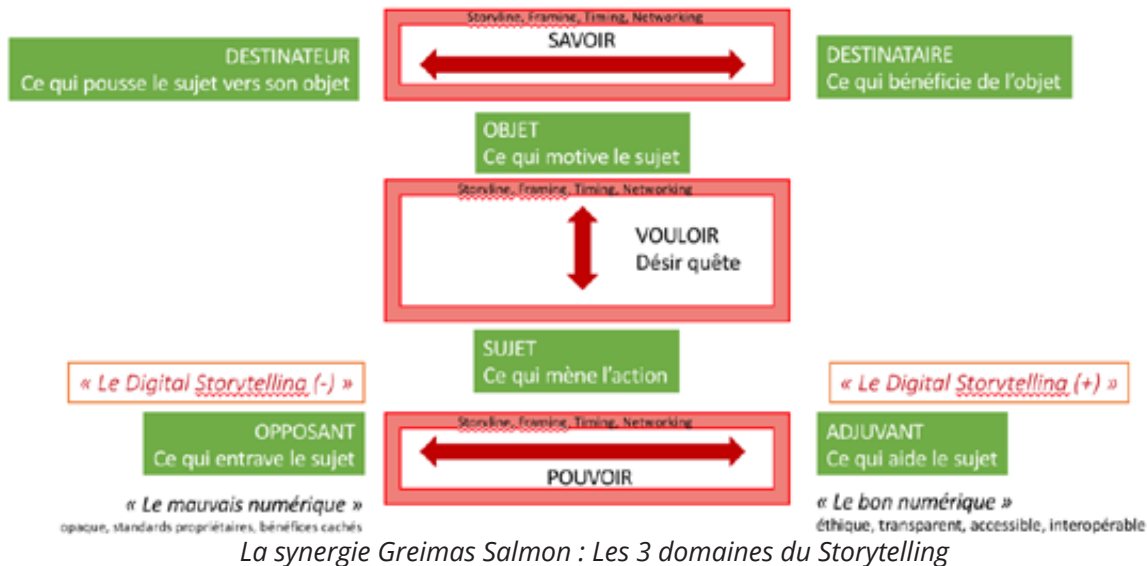 Storyline, Framing, Timing, Networking
SAVOIR
DESTINATEUR
Ce qui pousse le sujet vers son objet
DESTINATAIRE
Ce qui bénéficie de l'objet
OBJET
Ce qui motive le sujet
Storyline, Framing, Timing, Networking
VOULOIR
Désir quête
SUJET
Ce qui mène l'action
« Le Digital Storytelling (-) »
« Le Digital Storytelling (+) »
OPPOSANT
Ce qui entrave le sujet
Storyline, Framing, Timing, Networking
POUVOIR
ADJUVANT
Ce qui aide le sujet
« Le mauvais numérique »
opaque, standards propriétaires, bénéfices cachés
« Le bon numérique »
éthique, transparent, accessible, interopérable
La synergie Greimas Salmon : Les 3 domaines du Storytelling